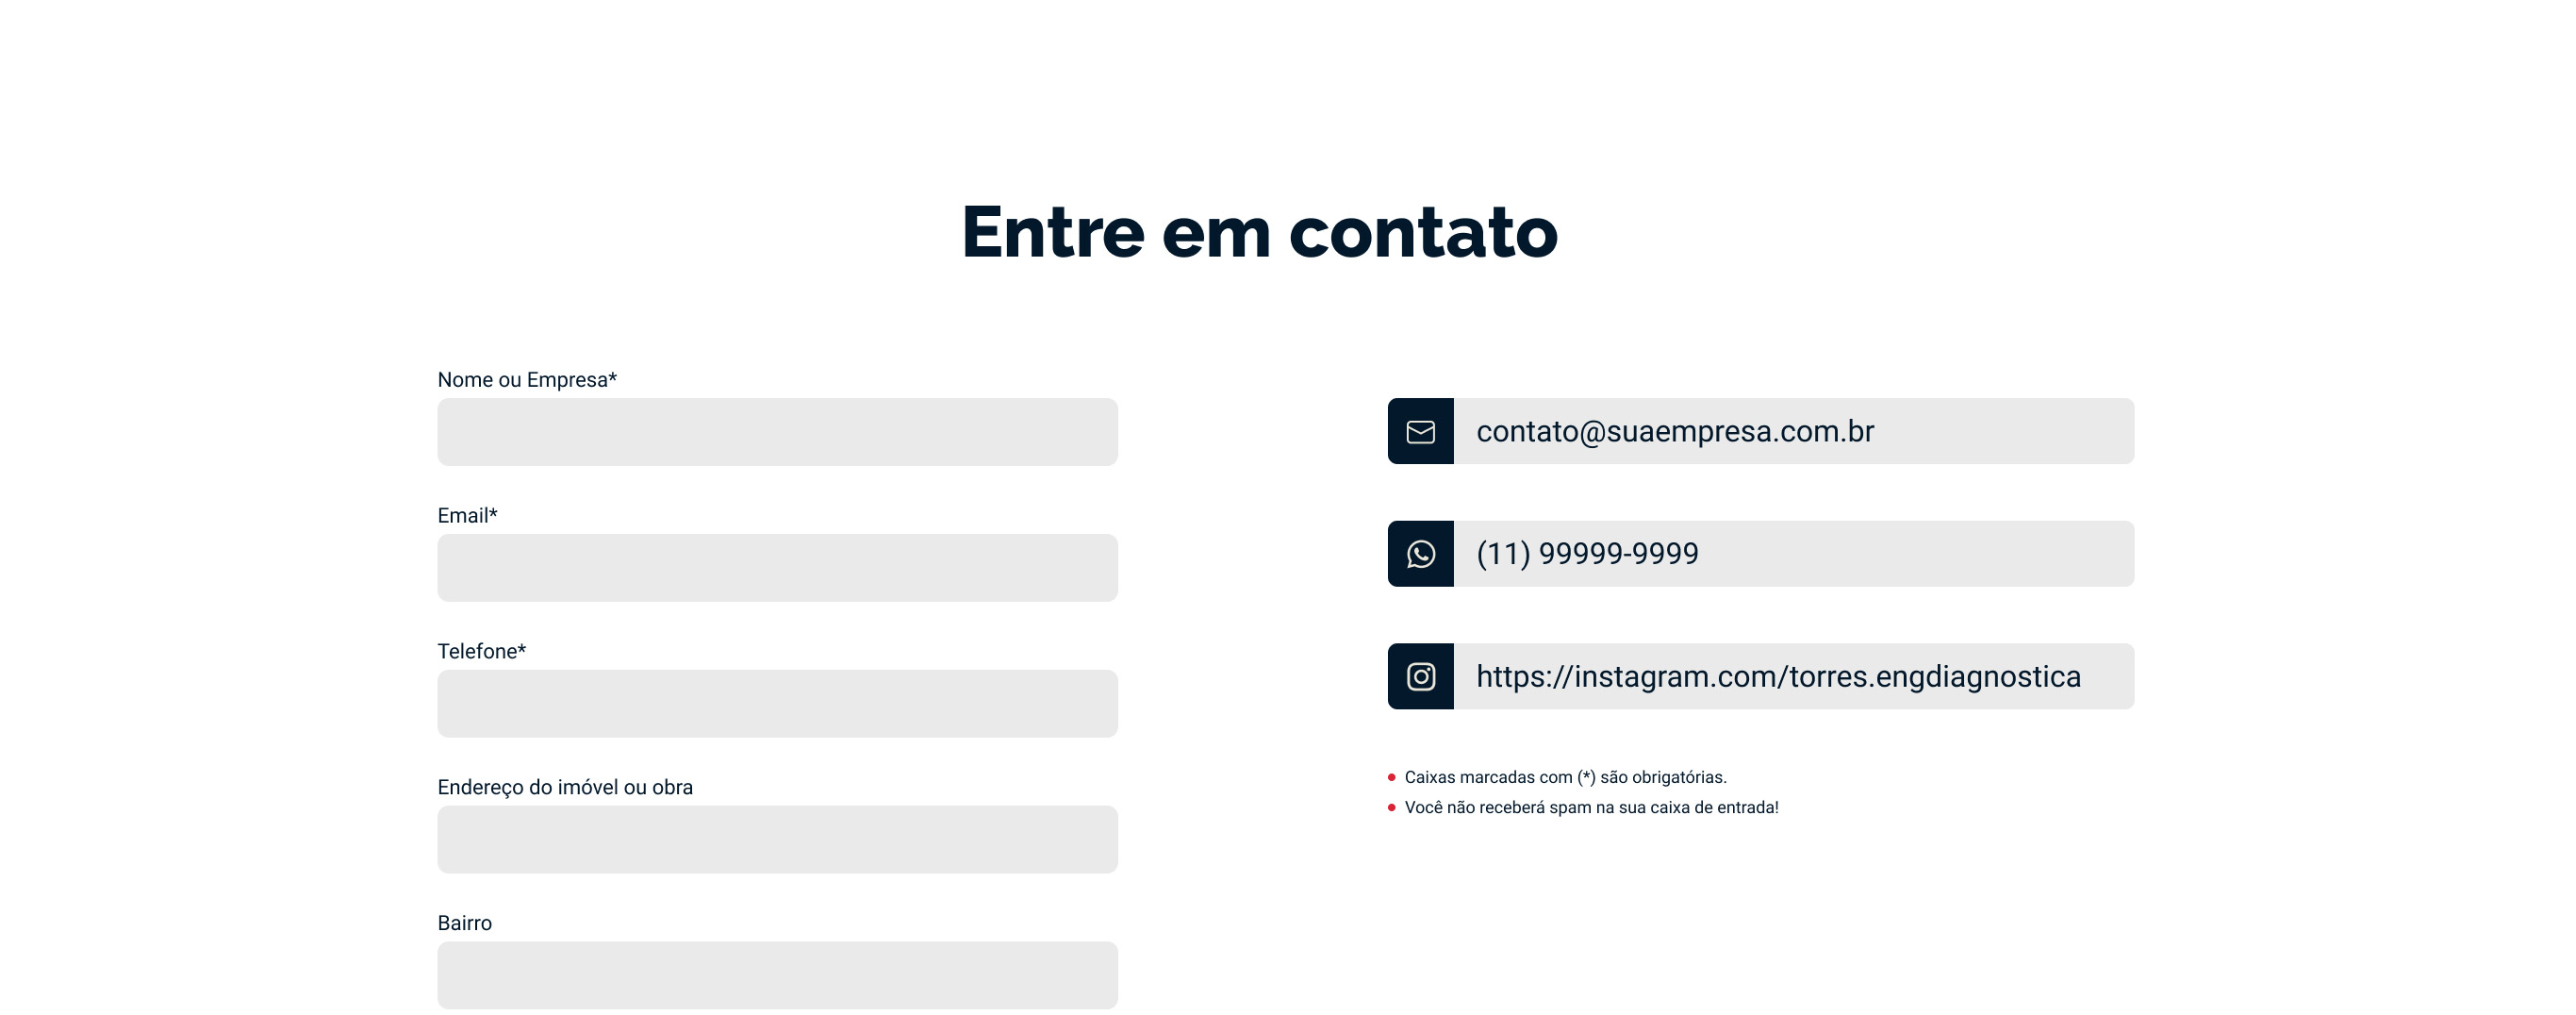 Entre em contato
Nome ou Empresa*
Email*
Telefone*
Endereço do imóvel ou obra
Bairro
contato@suaempresa.com.br
(11) 99999-9999
https://instagram.com/torres.engdiagnostica
Caixas marcadas com (*) são obrigatórias.
Você não receberá spam na sua caixa de entrada!